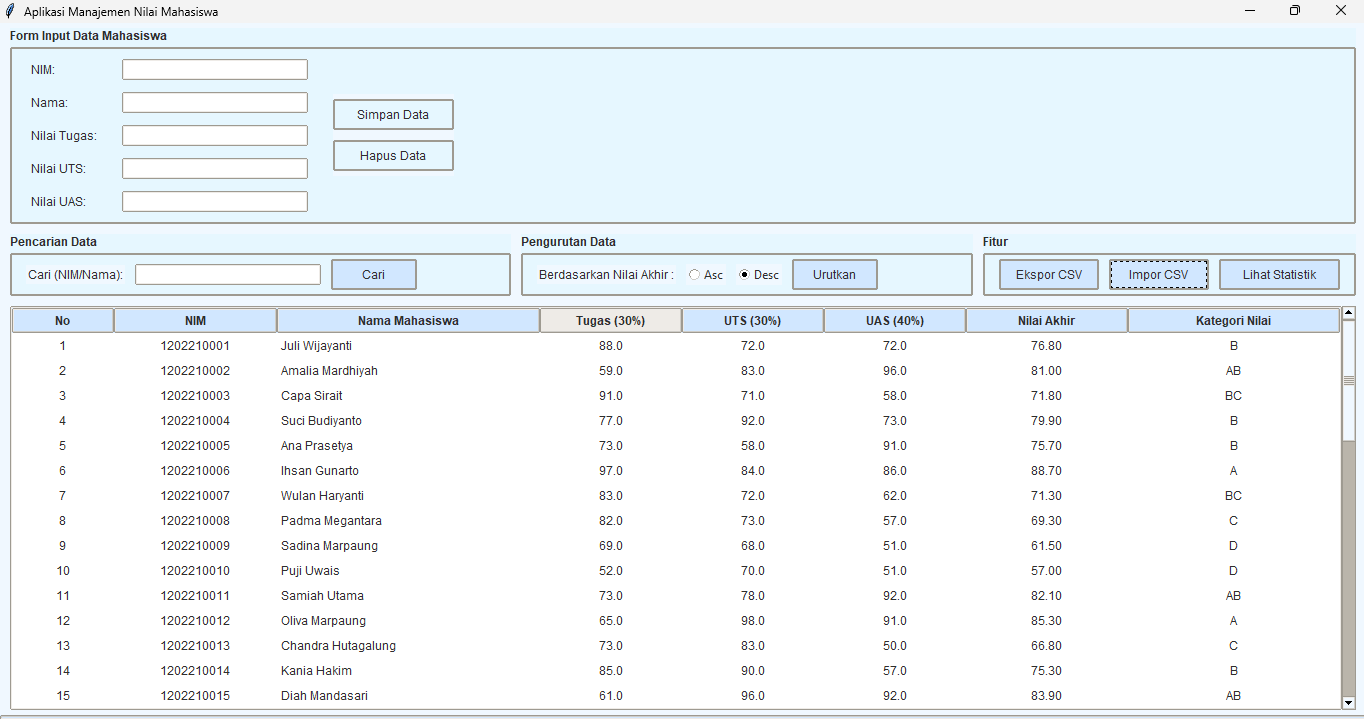 Aplikasi Manajemen Nilai Mahasiswa
Form Input Data Mahasiswa
NIM:
Nama:
Nilai Tugas:
Nilai UTS:
Nilai UAS:
Simpan Data
Hapus Data
Pencarian Data
Cari (NIM/Nama): Cari
Pengurutan Data
Berdasarkan Nilai Akhir : Asc Desc Urutkan
Fitur
Ekspor CSV Impor CSV Lihat Statistik
No NIM Nama Mahasiswa Tugas (30%) UTS (30%) UAS (40%) Nilai Akhir Kategori Nilai
1 1202210001 Juli Wijayanti 88.0 72.0 72.0 76.80 B
2 1202210002 Amalia Mardhiyah 59.0 83.0 96.0 81.00 AB
3 1202210003 Capa Sirait 91.0 71.0 58.0 71.80 BC
4 1202210004 Suci Budiyanto 77.0 92.0 73.0 79.90 B
5 1202210005 Ana Prasetya 73.0 58.0 91.0 75.70 B
6 1202210006 Ihsan Gunarto 97.0 84.0 86.0 88.70 A
7 1202210007 Wulan Haryanti 83.0 72.0 62.0 71.30 BC
8 1202210008 Padma Megantara 82.0 73.0 57.0 69.30 C
9 1202210009 Sadina Marpaung 69.0 68.0 51.0 61.50 D
10 1202210010 Puji Uwais 52.0 70.0 51.0 57.00 D
11 1202210011 Samiah Utama 73.0 78.0 92.0 82.10 AB
12 1202210012 Oliva Marpaung 65.0 98.0 91.0 85.30 A
13 1202210013 Chandra Hutagalung 73.0 83.0 50.0 66.80 C
14 1202210014 Kania Hakim 85.0 90.0 57.0 75.30 B
15 1202210015 Diah Mandasari 61.0 96.0 92.0 83.90 AB